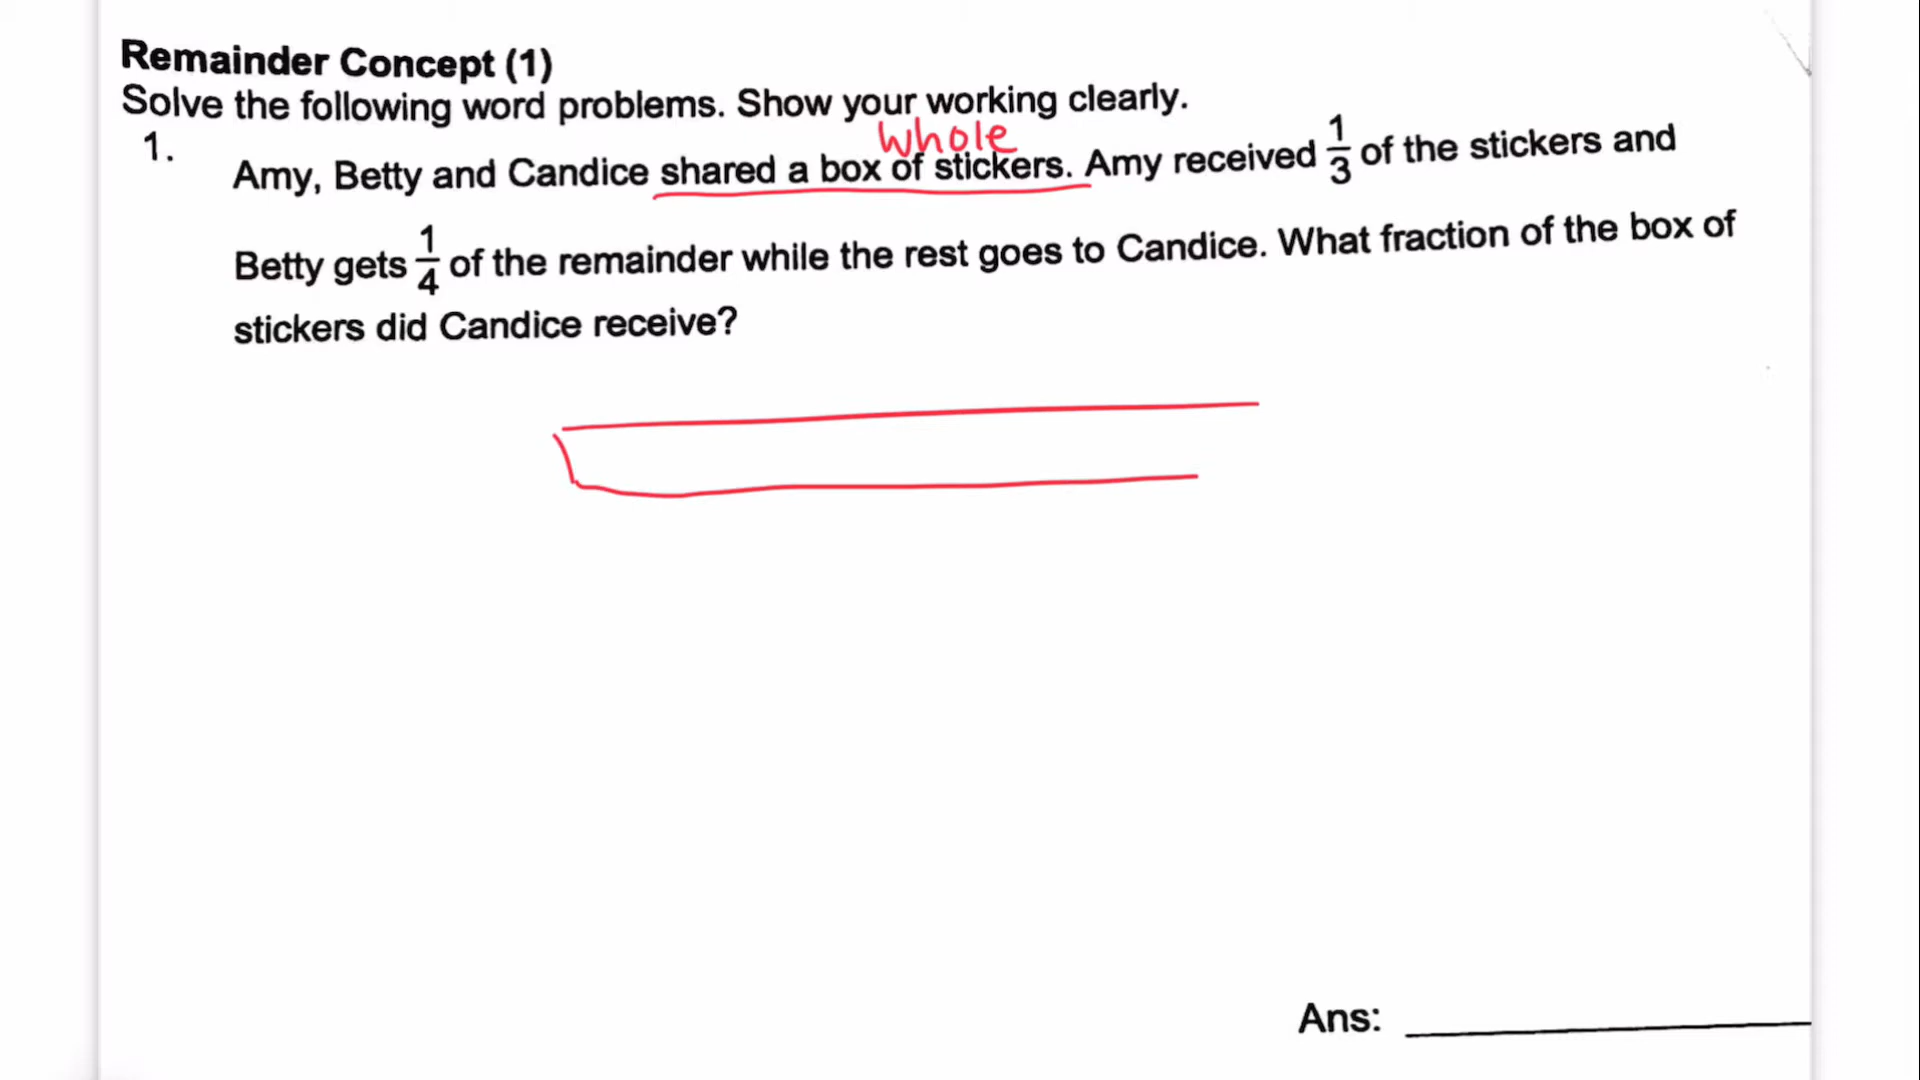 Remainder Concept (1)
Solve the following word problems. Show your working clearly.
whole
1. Amy, Betty and Candice shared a box of stickers. Amy received 1/3 of the stickers and
Betty gets 1/4 of the remainder while the rest goes to Candice. What fraction of the box of
stickers did Candice receive?
Ans: